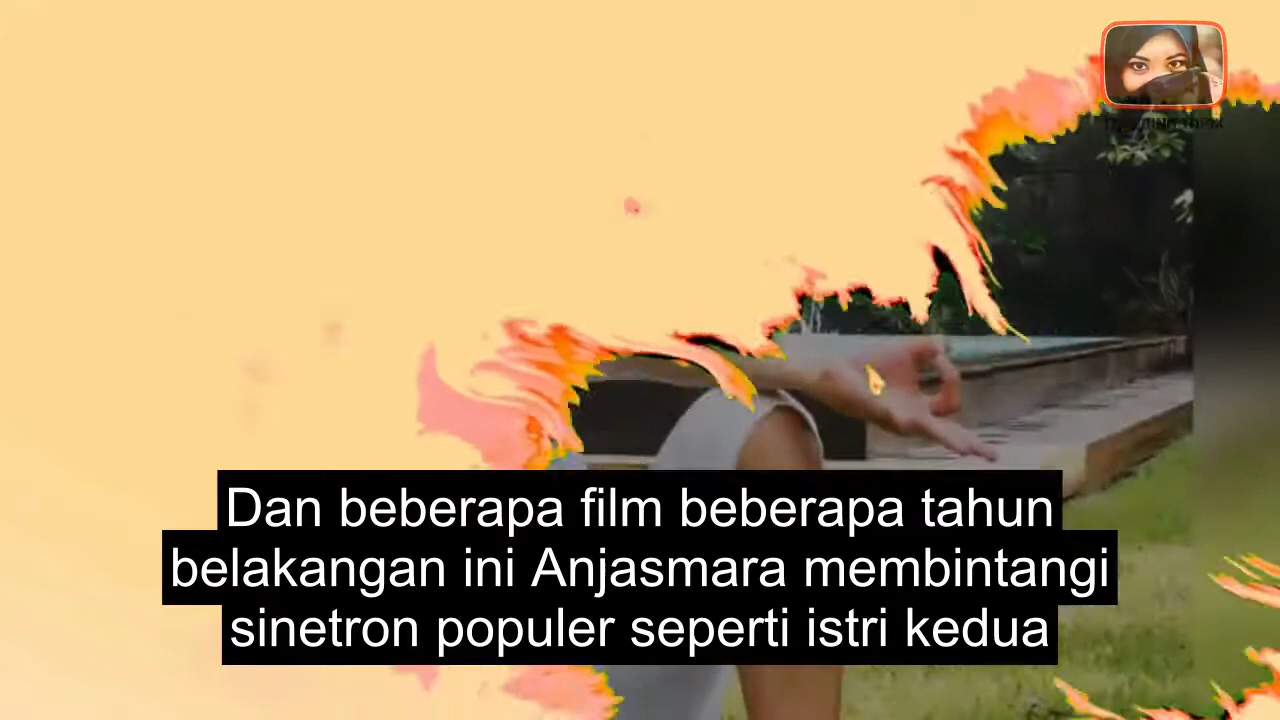 Dan beberapa film beberapa tahun
belakangan ini Anjasmara membintangi
sinetron populer seperti istri kedua